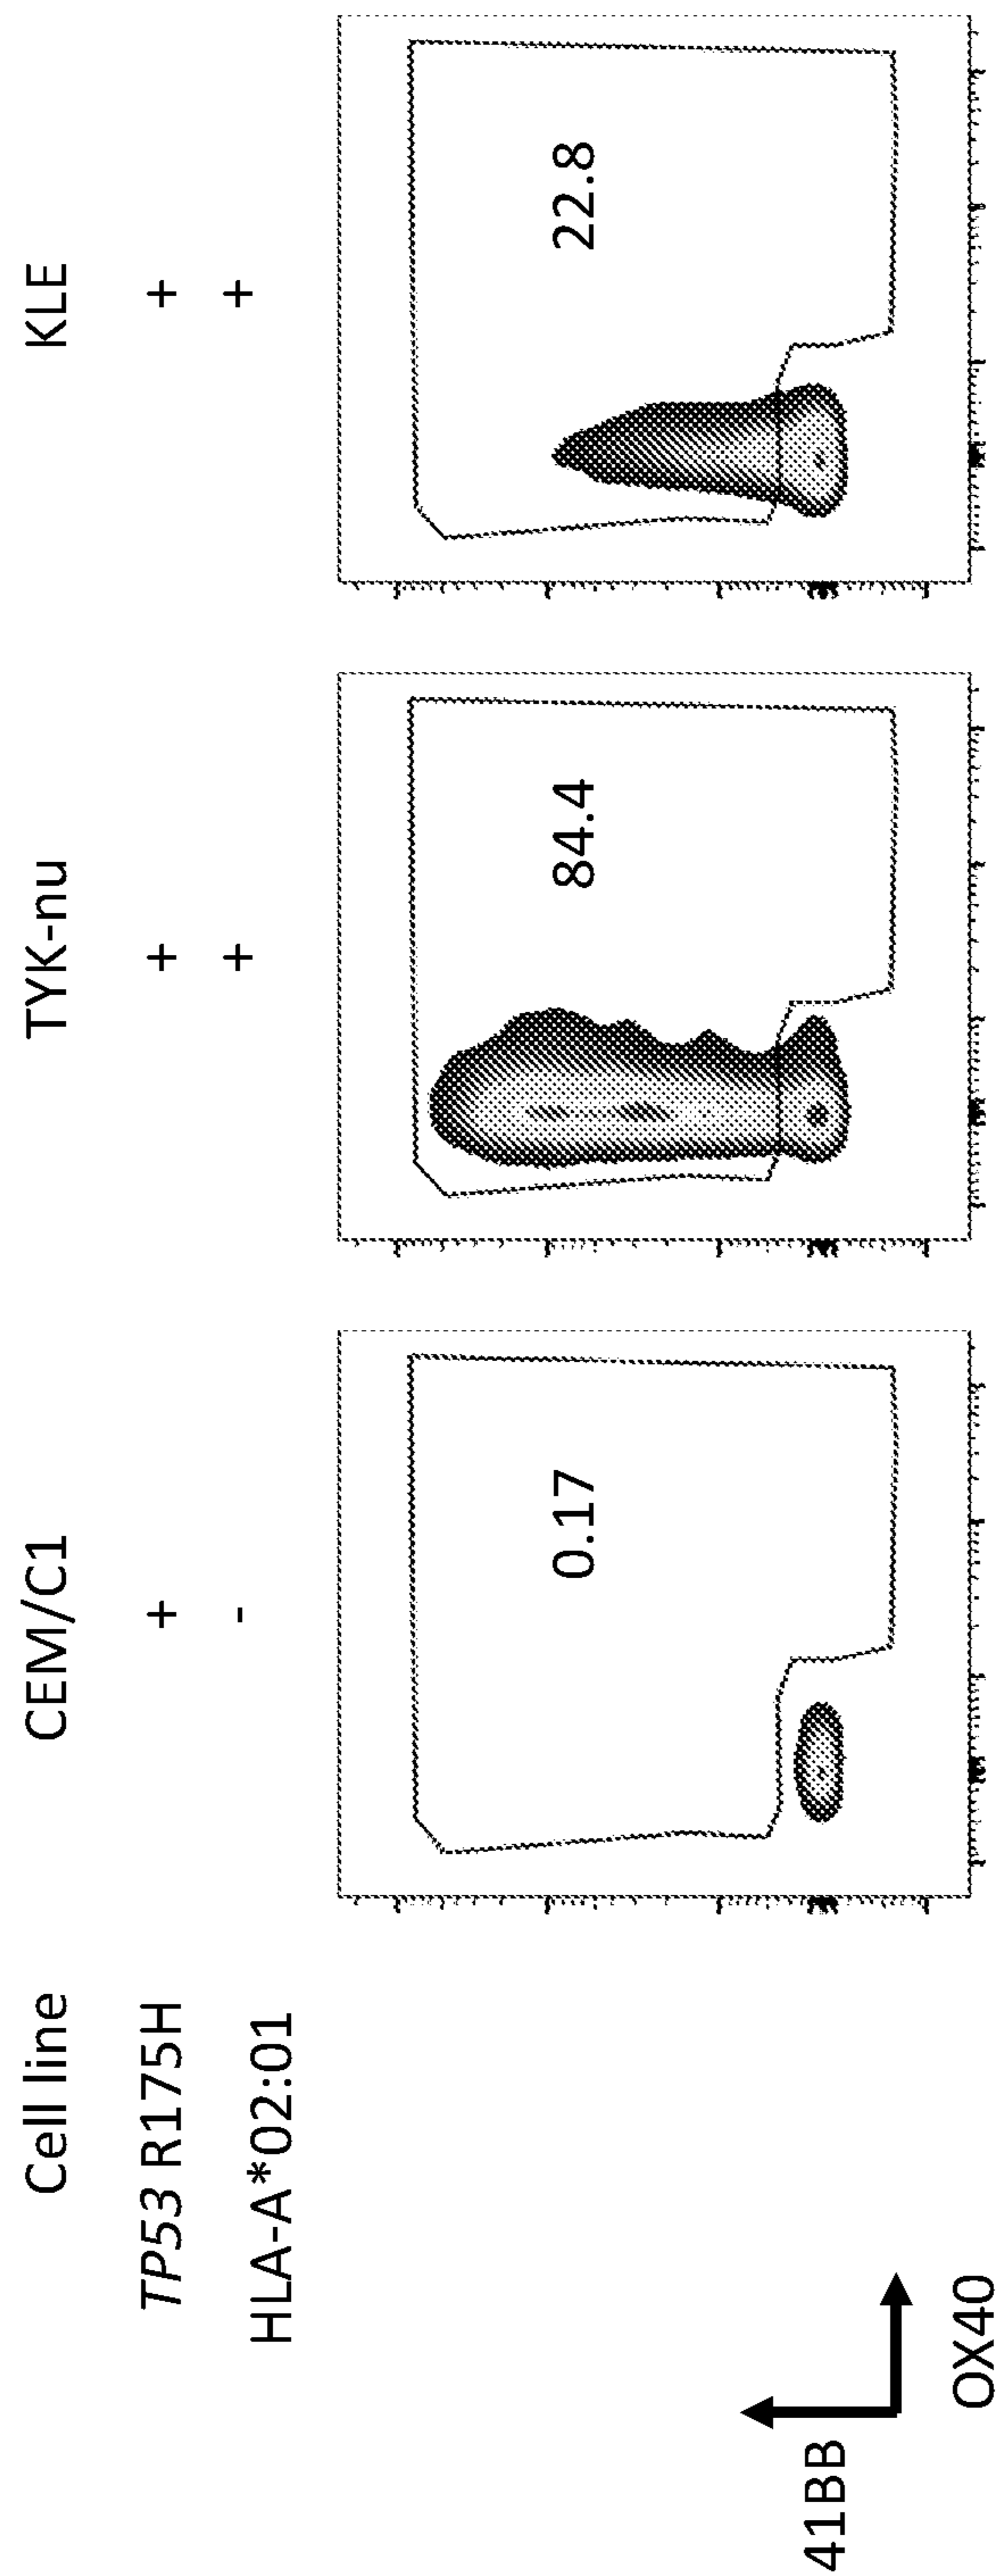 Cell line CEM/C1 TYK-nu KLE
TP53 R175H + + +
HLA-A*02:01 - + +
0.17 84.4 22.8
41BB
OX40